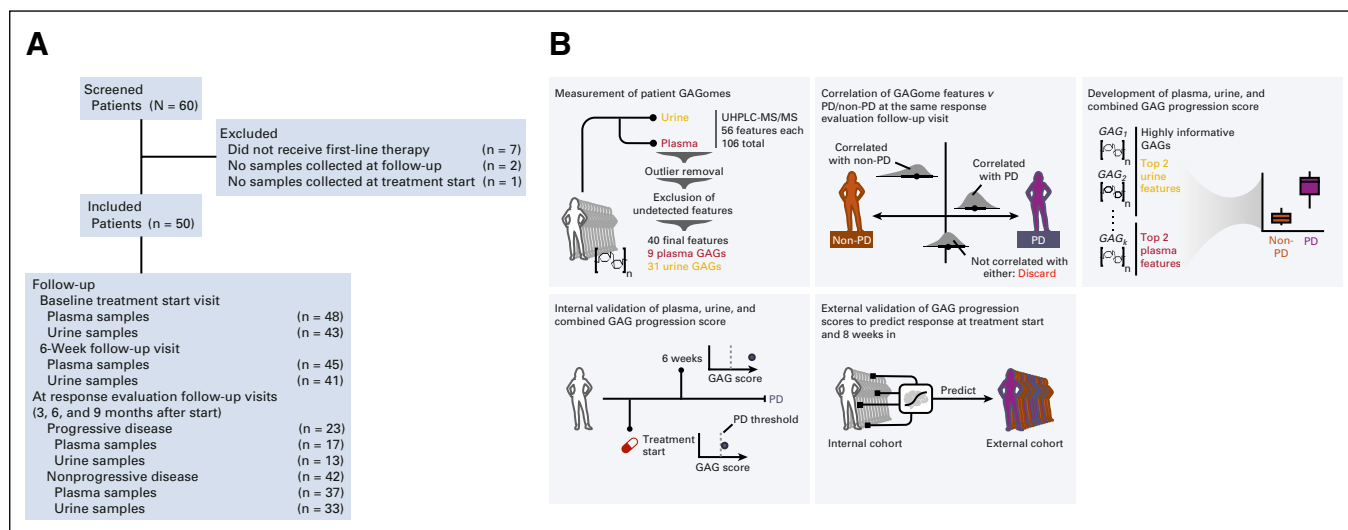 A
Screened
Patients (N = 60)
Excluded
Did not receive first-line therapy (n = 7)
No samples collected at follow-up (n = 2)
No samples collected at treatment start (n = 1)
Included
Patients (n = 50)
Follow-up
Baseline treatment start visit
Plasma samples (n = 48)
Urine samples (n = 43)
6-Week follow-up visit
Plasma samples (n = 45)
Urine samples (n = 41)
At response evaluation follow-up visits
(3, 6, and 9 months after start)
Progressive disease (n = 23)
Plasma samples (n = 17)
Urine samples (n = 13)
Nonprogressive disease (n = 42)
Plasma samples (n = 37)
Urine samples (n = 33)
B
Measurement of patient GAGomes
Urine
Plasma
UHPLC-MS/MS
56 features each
106 total
Outlier removal
Exclusion of
undetected features
40 final features
9 plasma GAGs
31 urine GAGs
n
Correlation of GAGome features v
PD/non-PD at the same response
evaluation follow-up visit
Correlated
with non-PD
Correlated
with PD
Non-PD
PD
Not correlated with
either: Discard
Development of plasma, urine, and
combined GAG progression score
GAG1
n
Highly informative
GAGs
Top 2
urine
features
GAG2
n
GAGk
n
Top 2
plasma
features
Non-
PD
PD
Internal validation of plasma, urine, and
combined GAG progression score
6 weeks
GAG score
PD
PD threshold
Treatment
start
GAG score
External validation of GAG progression
scores to predict response at treatment start
and 8 weeks in
Predict
Internal cohort
External cohort